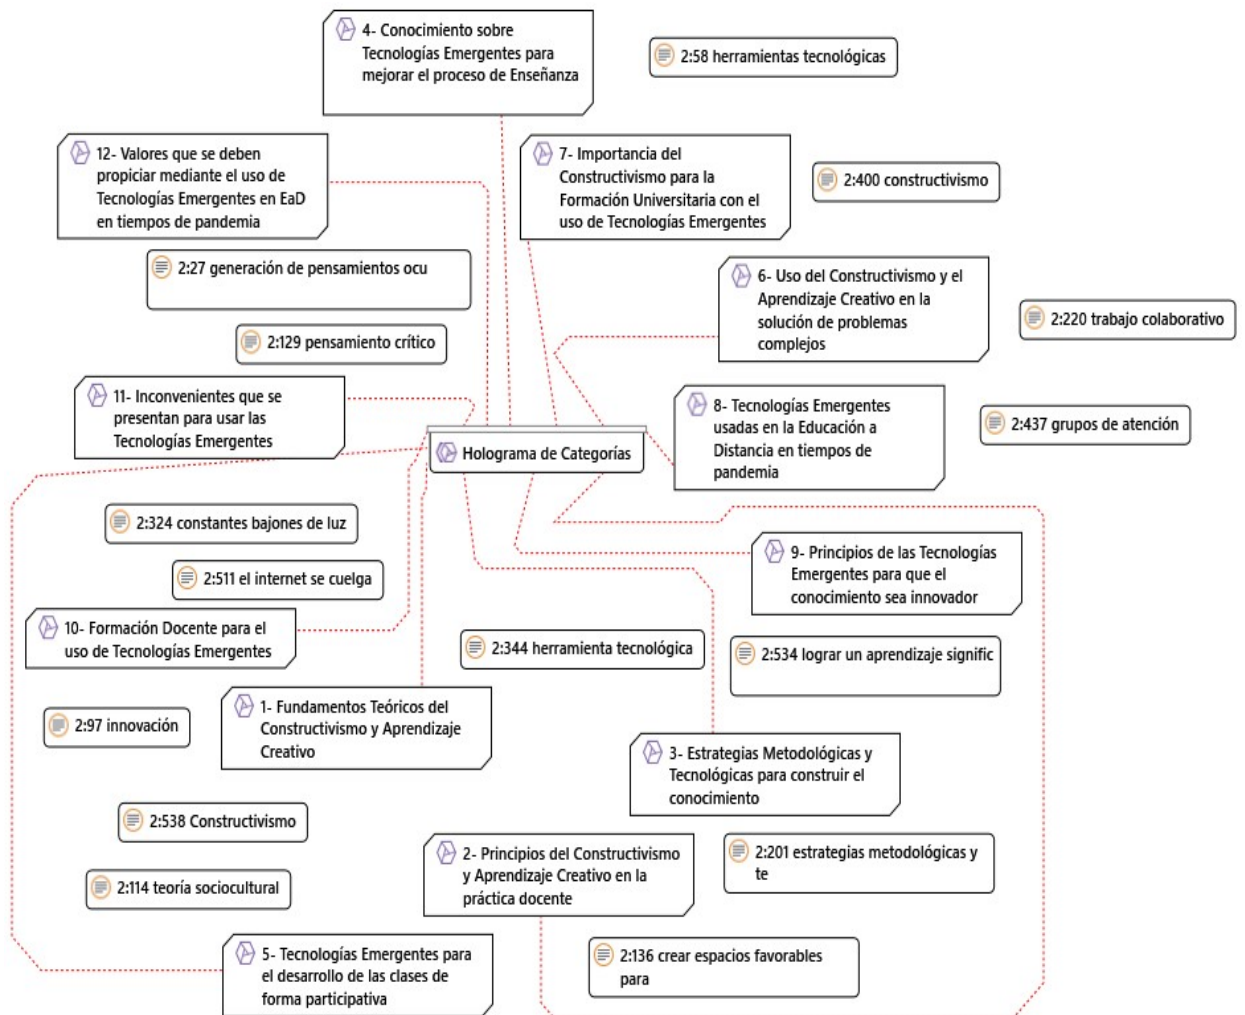 4- Conocimiento sobre
Tecnologías Emergentes para
mejorar el proceso de Enseñanza
2:58 herramientas tecnológicas
12- Valores que se deben
propiciar mediante el uso de
Tecnologías Emergentes en EaD
en tiempos de pandemia
7- Importancia del
Constructivismo para la
Formación Universitaria con el
uso de Tecnologías Emergentes
2:400 constructivismo
2:27 generación de pensamientos ocu
6- Uso del Constructivismo y el
Aprendizaje Creativo en la
solución de problemas
complejos
2:220 trabajo colaborativo
2:129 pensamiento crítico
11- Inconvenientes que se
presentan para usar las
Tecnologías Emergentes
8- Tecnologías Emergentes
usadas en la Educación a
Distancia en tiempos de
pandemia
2:437 grupos de atención
Holograma de Categorías
2:324 constantes bajones de luz
2:511 el internet se cuelga
9- Principios de las Tecnologías
Emergentes para que el
conocimiento sea innovador
10- Formación Docente para el
uso de Tecnologías Emergentes
2:344 herramienta tecnológica
2:534 lograr un aprendizaje signific
2:97 innovación
1- Fundamentos Teóricos del
Constructivismo y Aprendizaje
Creativo
3- Estrategias Metodológicas y
Tecnológicas para construir el
conocimiento
2:538 Constructivismo
2:114 teoría sociocultural
2- Principios del Constructivismo
y Aprendizaje Creativo en la
práctica docente
2:201 estrategias metodológicas y
te
5- Tecnologías Emergentes para
el desarrollo de las clases de
forma participativa
2:136 crear espacios favorables
para